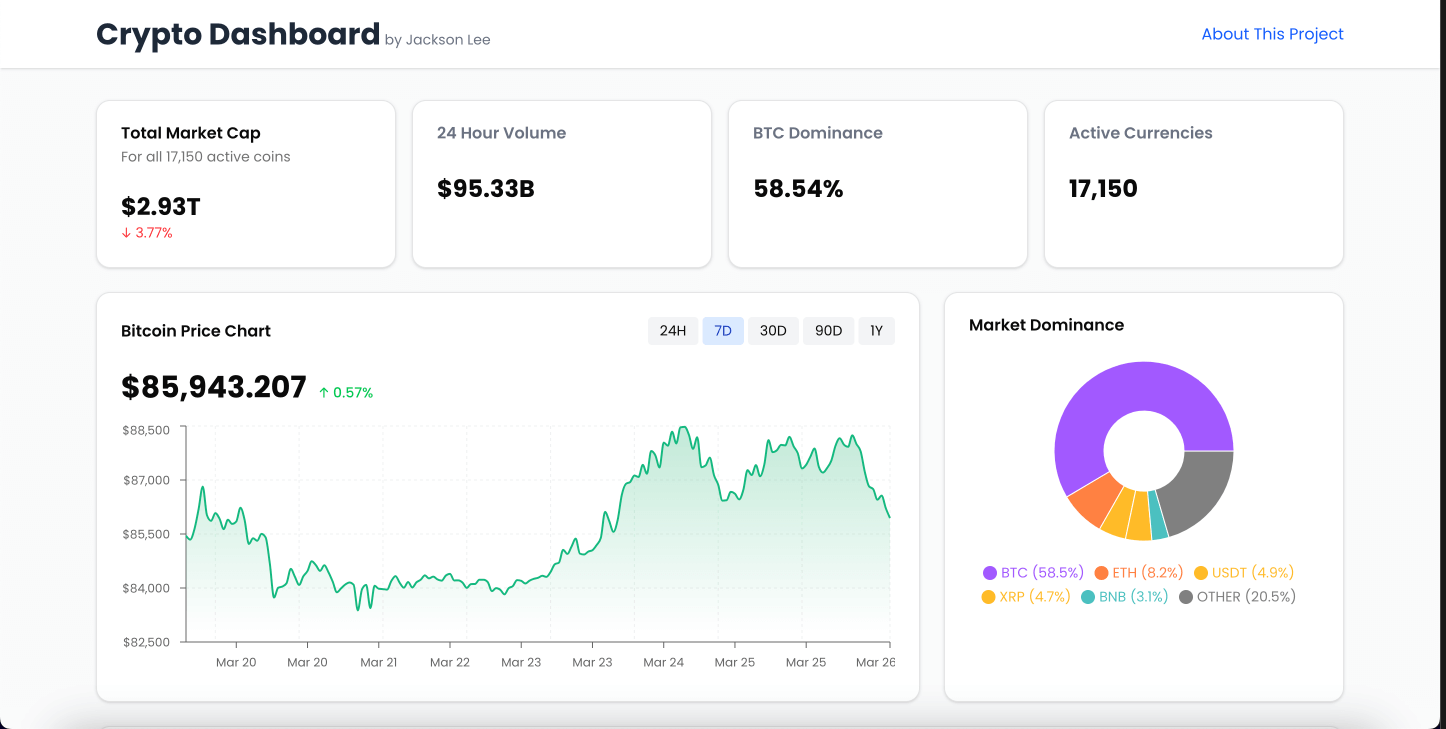 Crypto Dashboard by Jackson Lee
About This Project
Total Market Cap
For all 17,150 active coins
$2.93T
↓ 3.77%
24 Hour Volume
$95.33B
BTC Dominance
58.54%
Active Currencies
17,150
Bitcoin Price Chart
24H 7D 30D 90D 1Y
$85,943.207 ↑ 0.57%
$88,500
$87,000
$85,500
$84,000
$82,500
Mar 20 Mar 20 Mar 21 Mar 22 Mar 23 Mar 23 Mar 24 Mar 25 Mar 25 Mar 26
Market Dominance
BTC (58.5%) ETH (8.2%) USDT (4.9%)
XRP (4.7%) BNB (3.1%) OTHER (20.5%)